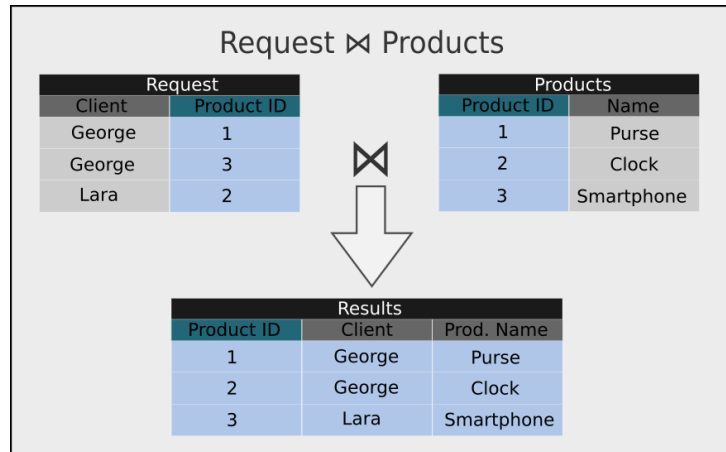 Request ⋈ Products
Request
Client Product ID
George 1
George 3
Lara 2
⋈
Products
Product ID Name
1 Purse
2 Clock
3 Smartphone
Results
Product ID Client Prod. Name
1 George Purse
2 George Clock
3 Lara Smartphone